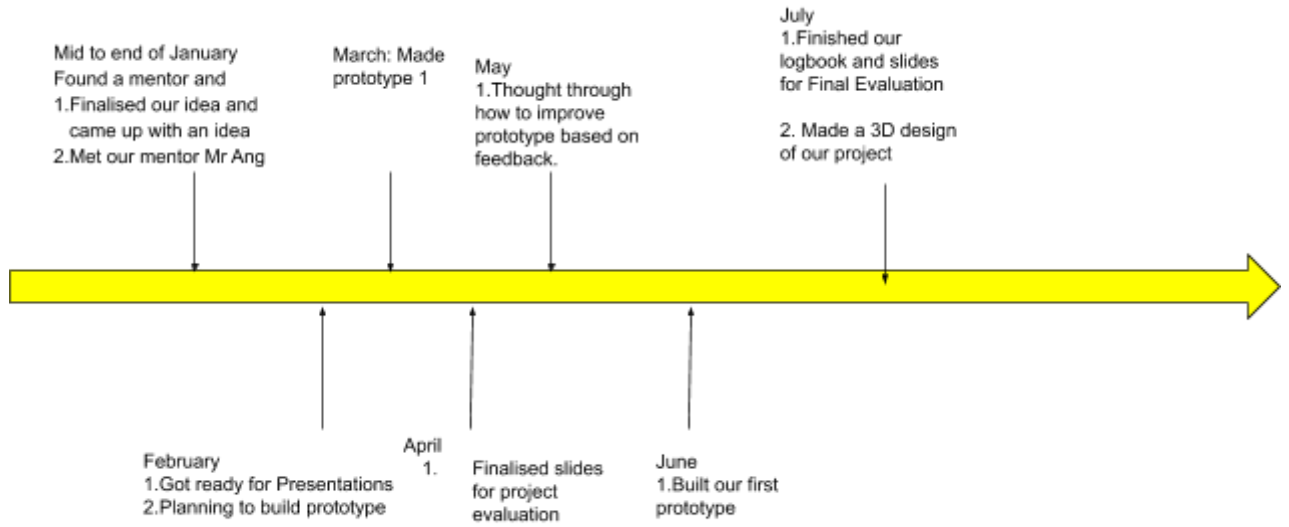 Mid to end of January
Found a mentor and
1.Finalised our idea and
came up with an idea
2.Met our mentor Mr Ang
March: Made
prototype 1
May
1.Thought through
how to improve
prototype based on
feedback.
July
1.Finished our
logbook and slides
for Final Evaluation
2. Made a 3D design
of our project
February
1.Got ready for Presentations
2.Planning to build prototype
April
1.
Finalised slides
for project
evaluation
June
1.Built our first
prototype